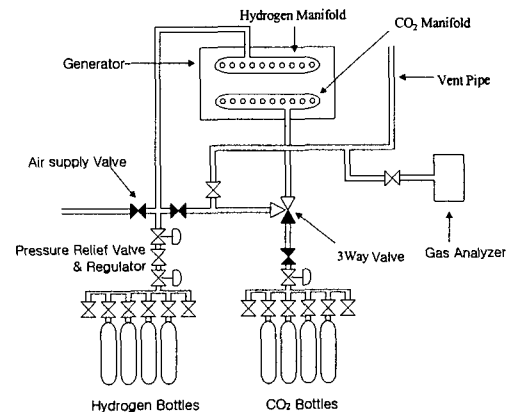 Hydrogen Manifold
CO₂ Manifold
Generator
Vent Pipe
Air supply Valve
Pressure Relief Valve
& Regulator
3Way Valve
Gas Analyzer
Hydrogen Bottles
CO₂ Bottles